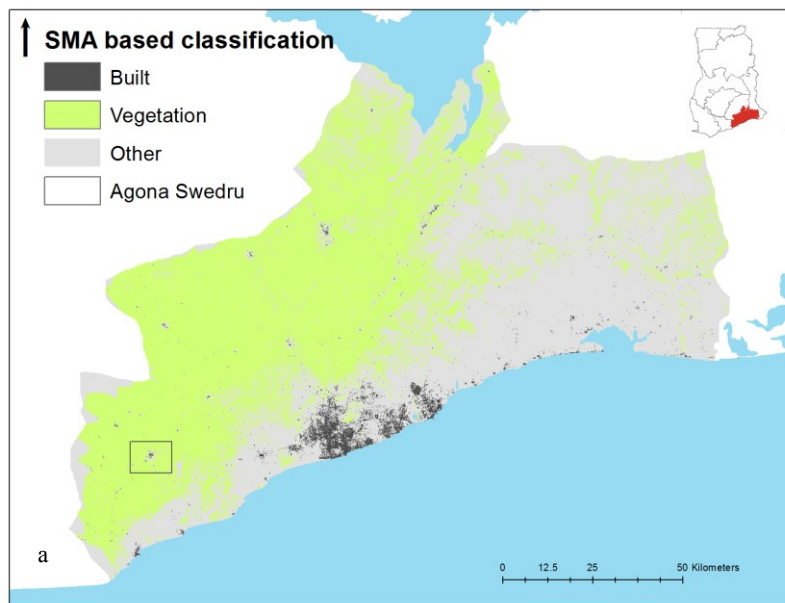 SMA based classification
Built
Vegetation
Other
Agona Swedru
a
0 12.5 25 50 Kilometers